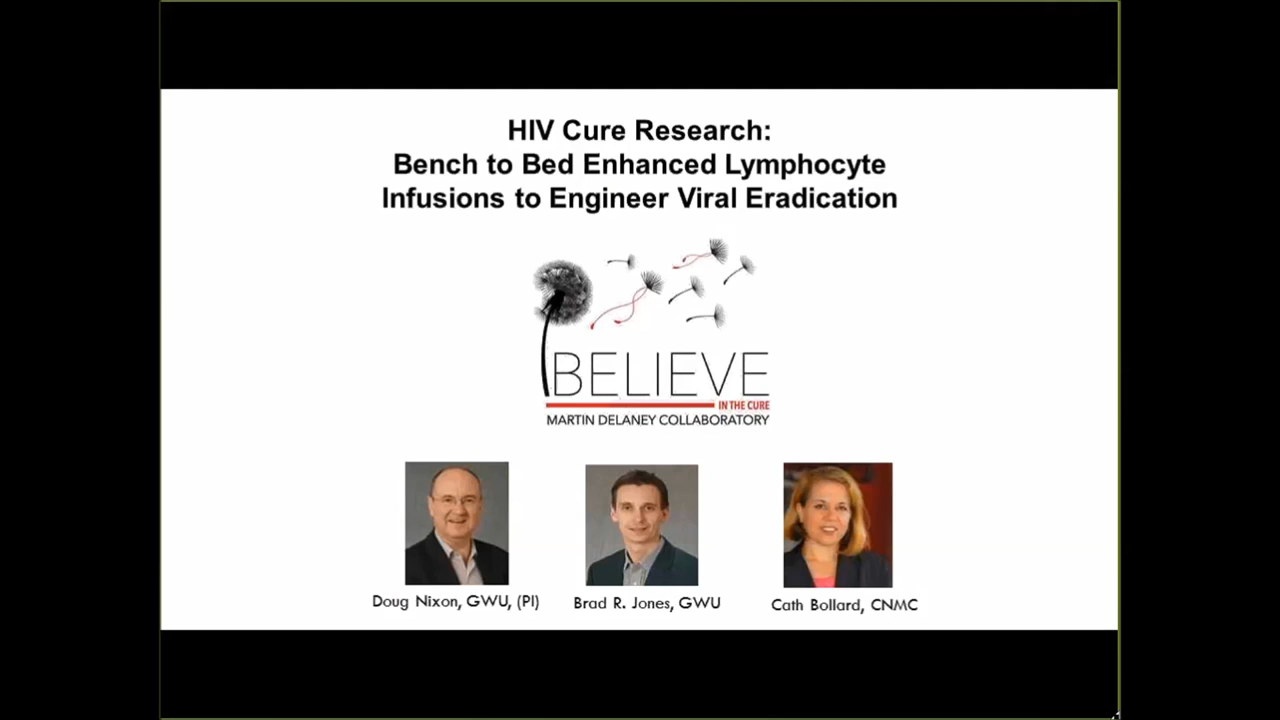 HIV Cure Research:
Bench to Bed Enhanced Lymphocyte
Infusions to Engineer Viral Eradication
BELIEVE
IN THE CURE
MARTIN DELANEY COLLABORATORY
Doug Nixon, GWU, (PI)
Brad R. Jones, GWU
Cath Bollard, CNMC